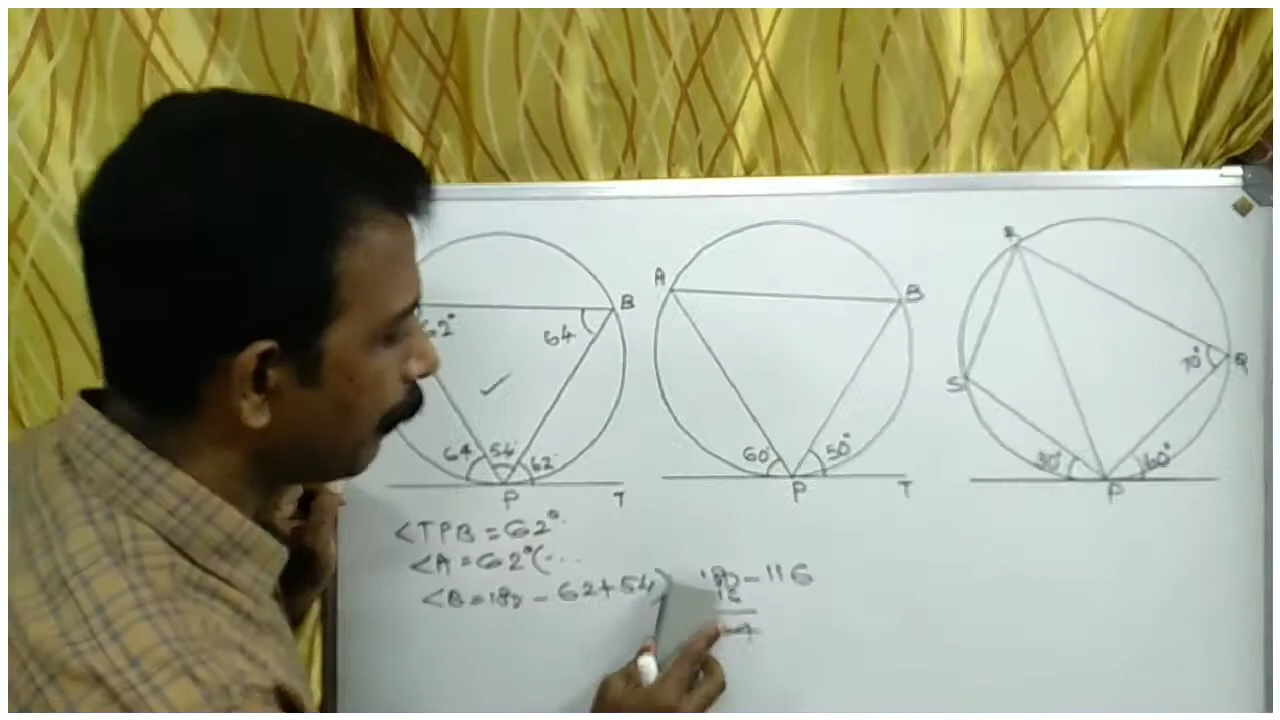 B
62°
64
64 54 62
P T
A B
60 50°
P T
R
S
70° Q
30° 60°
P
<TPB = 62°
<A = 62° (-...
<B = 180 - 62+54) 180 - 116